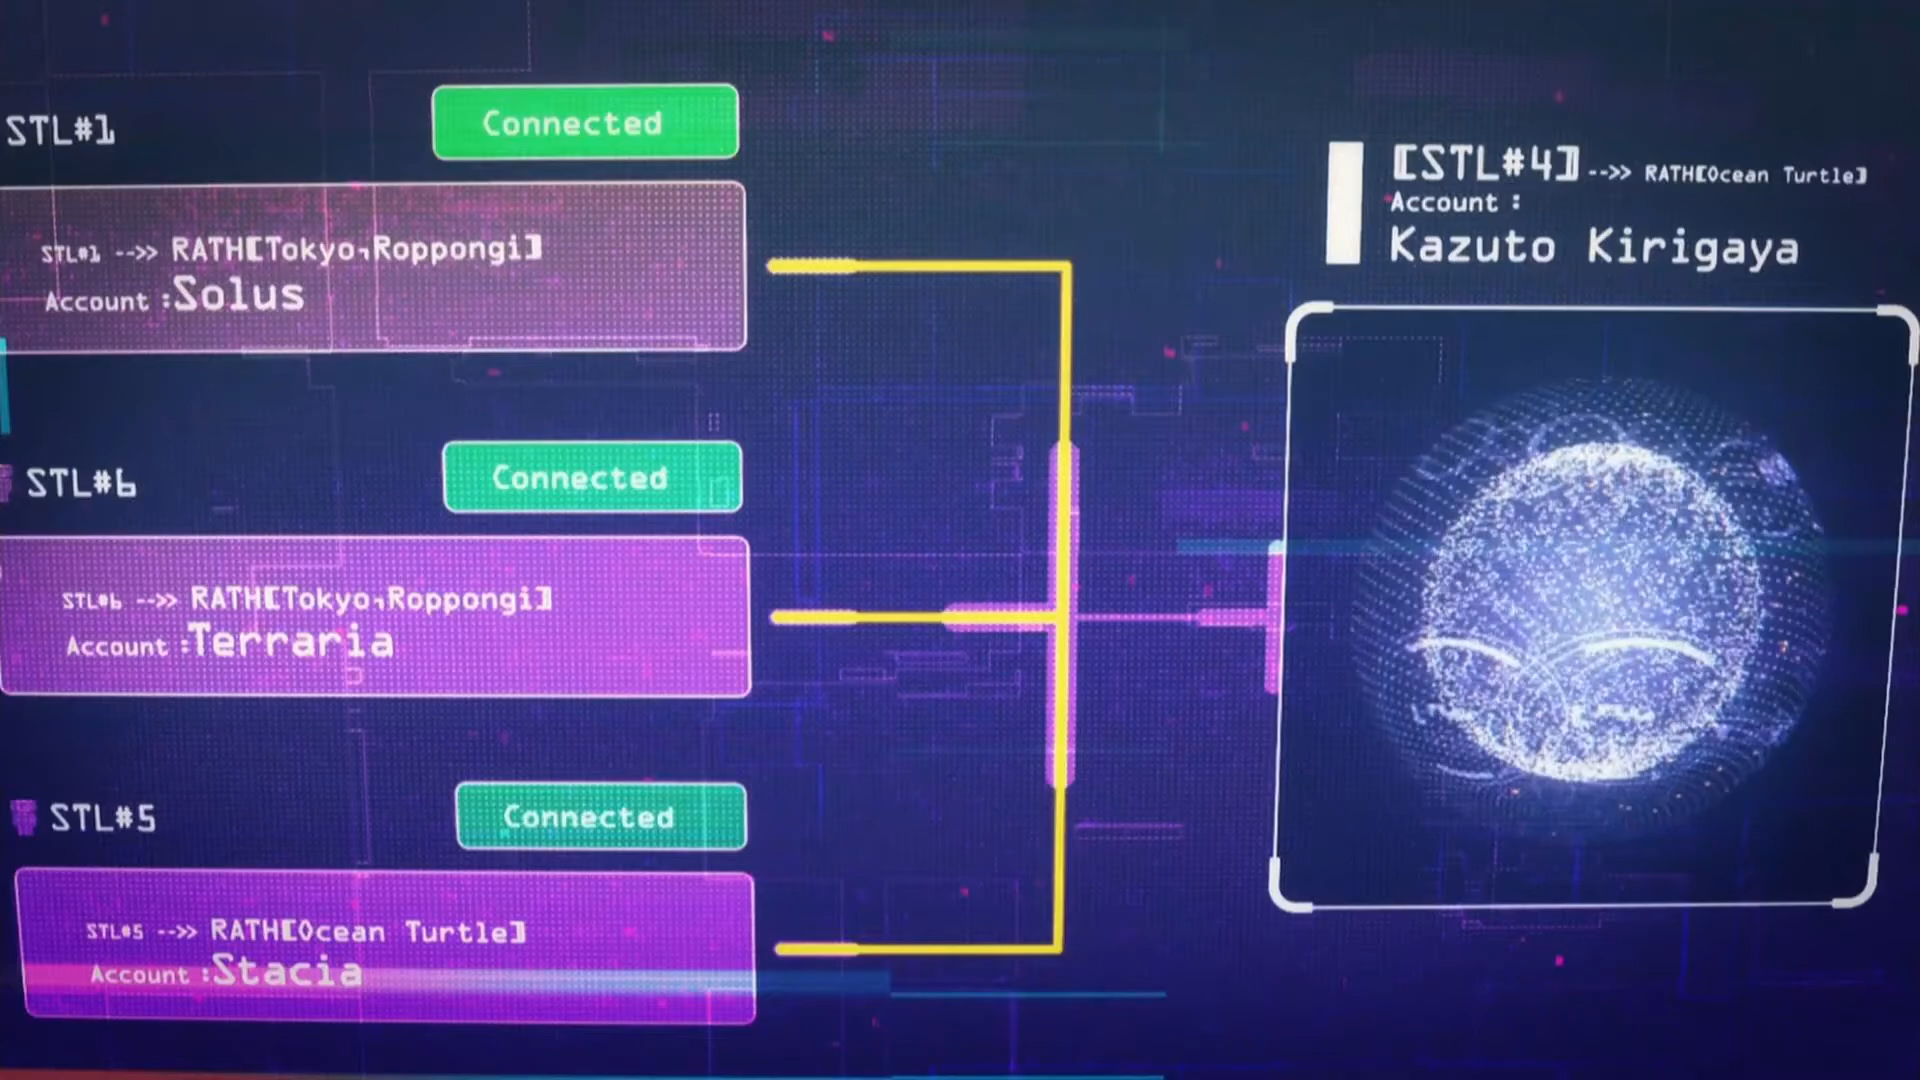 STL#1
Connected
STL#1 -->> RATH【Tokyo,Roppongi】
Account :Solus
STL#6
Connected
STL#6 -->> RATH【Tokyo,Roppongi】
Account :Terraria
STL#5
Connected
STL#5 -->> RATH【Ocean Turtle】
Account :Stacia
【STL#4】-->> RATH【Ocean Turtle】
Account :
Kazuto Kirigaya